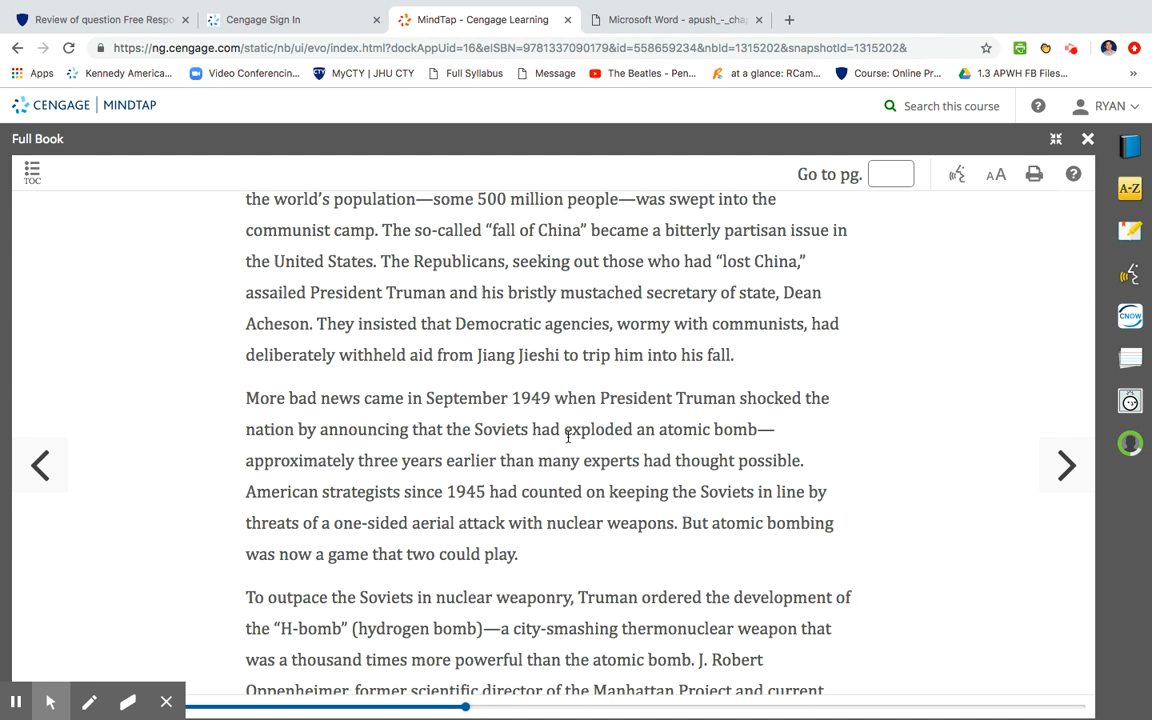 Review of question Free Respo
Cengage Sign In
MindTap - Cengage Learning
Microsoft Word - apush_-_cha
https://ng.cengage.com/static/nb/ui/evo/index.html?dockAppUid=16&eISBN=9781337090179&id=558659234&nbId=1315202&snapshotId=1315202&
Apps
Kennedy America...
Video Conferencin...
MyCTY | JHU CTY
Full Syllabus
Message
The Beatles - Pen...
at a glance: RCam...
Course: Online Pr...
1.3 APWH FB Files...
»
CENGAGE | MINDTAP
Search this course
RYAN
Full Book
TOC
Go to pg.
AA
A-Z
CNOW
the world's population—some 500 million people—was swept into the
communist camp. The so-called “fall of China” became a bitterly partisan issue in
the United States. The Republicans, seeking out those who had “lost China,”
assailed President Truman and his bristly mustached secretary of state, Dean
Acheson. They insisted that Democratic agencies, wormy with communists, had
deliberately withheld aid from Jiang Jieshi to trip him into his fall.
More bad news came in September 1949 when President Truman shocked the
nation by announcing that the Soviets had exploded an atomic bomb—
approximately three years earlier than many experts had thought possible.
American strategists since 1945 had counted on keeping the Soviets in line by
threats of a one-sided aerial attack with nuclear weapons. But atomic bombing
was now a game that two could play.
To outpace the Soviets in nuclear weaponry, Truman ordered the development of
the “H-bomb” (hydrogen bomb)—a city-smashing thermonuclear weapon that
was a thousand times more powerful than the atomic bomb. J. Robert
Oppenheimer, former scientific director of the Manhattan Project and current